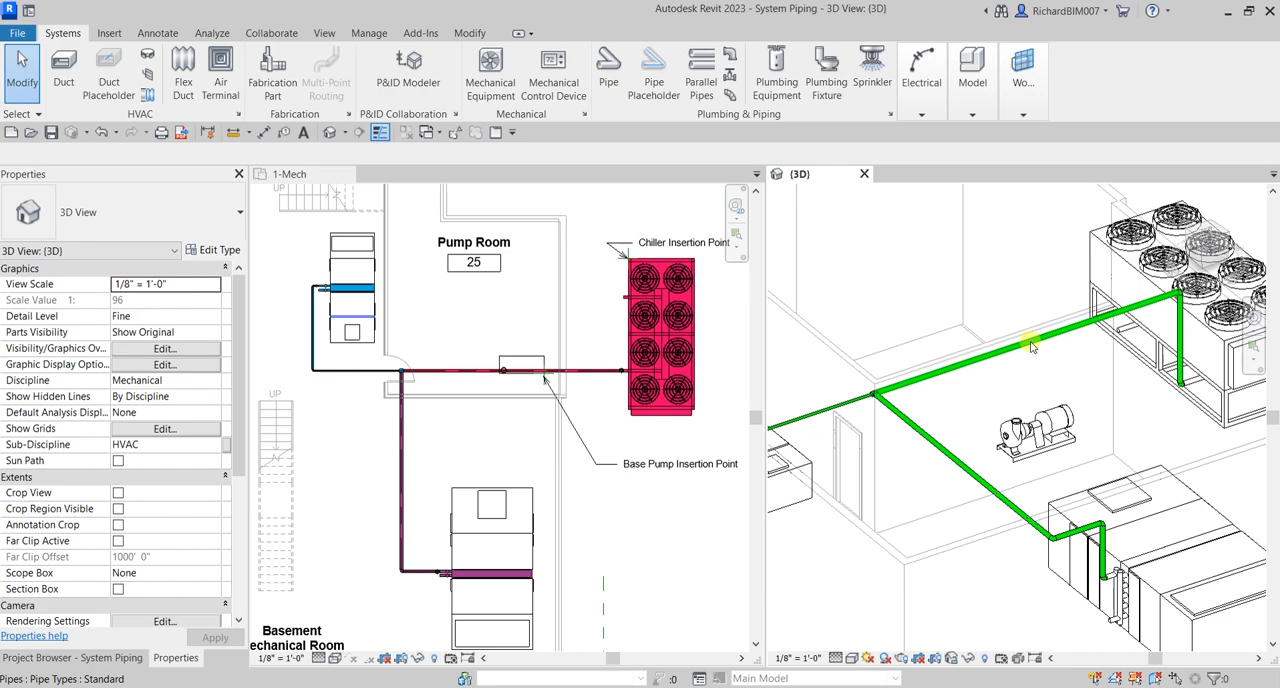 Autodesk Revit 2023 - System Piping - 3D View: {3D}
RichardBIM007
File Systems Insert Annotate Analyze Collaborate View Manage Add-Ins Modify
Modify Duct Duct Placeholder Flex Duct Air Terminal Fabrication Part Multi-Point Routing P&ID Modeler Mechanical Equipment Mechanical Control Device Pipe Pipe Placeholder Parallel Pipes Plumbing Equipment Plumbing Fixture Sprinkler Electrical Model Wo...
Select HVAC Fabrication P&ID Collaboration Mechanical Plumbing & Piping
Properties
3D View
3D View: {3D} Edit Type
Graphics
View Scale 1/8" = 1'-0"
Scale Value 1: 96
Detail Level Fine
Parts Visibility Show Original
Visibility/Graphics Ov... Edit...
Graphic Display Optio... Edit...
Discipline Mechanical
Show Hidden Lines By Discipline
Default Analysis Displ... None
Show Grids Edit...
Sub-Discipline HVAC
Sun Path
Extents
Crop View
Crop Region Visible
Annotation Crop
Far Clip Active
Far Clip Offset 1000' 0"
Scope Box None
Section Box
Camera
Rendering Settings Edit...
Properties help Apply
Project Browser - System Piping Properties
1-Mech
UP
Pump Room
25
Chiller Insertion Point
UP
Base Pump Insertion Point
Basement
echanical Room
1/8" = 1'-0"
{3D}
1/8" = 1'-0"
Pipes : Pipe Types : Standard
:0
Main Model
:0